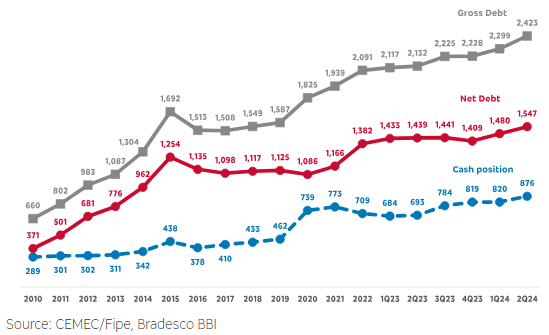 Gross Debt
660 802 983 1,087 1,304 1,692 1,513 1,508 1,549 1,587 1,825 1,939 2,091 2,117 2,132 2,225 2,228 2,299 2,423
Net Debt
371 501 681 776 962 1,254 1,135 1,098 1,117 1,125 1,086 1,166 1,382 1,433 1,439 1,441 1,409 1,480 1,547
Cash position
289 301 302 311 342 438 378 410 433 462 739 773 709 684 693 784 819 820 876
2010 2011 2012 2013 2014 2015 2016 2017 2018 2019 2020 2021 2022 1Q23 2Q23 3Q23 4Q23 1Q24 2Q24
Source: CEMEC/Fipe, Bradesco BBI